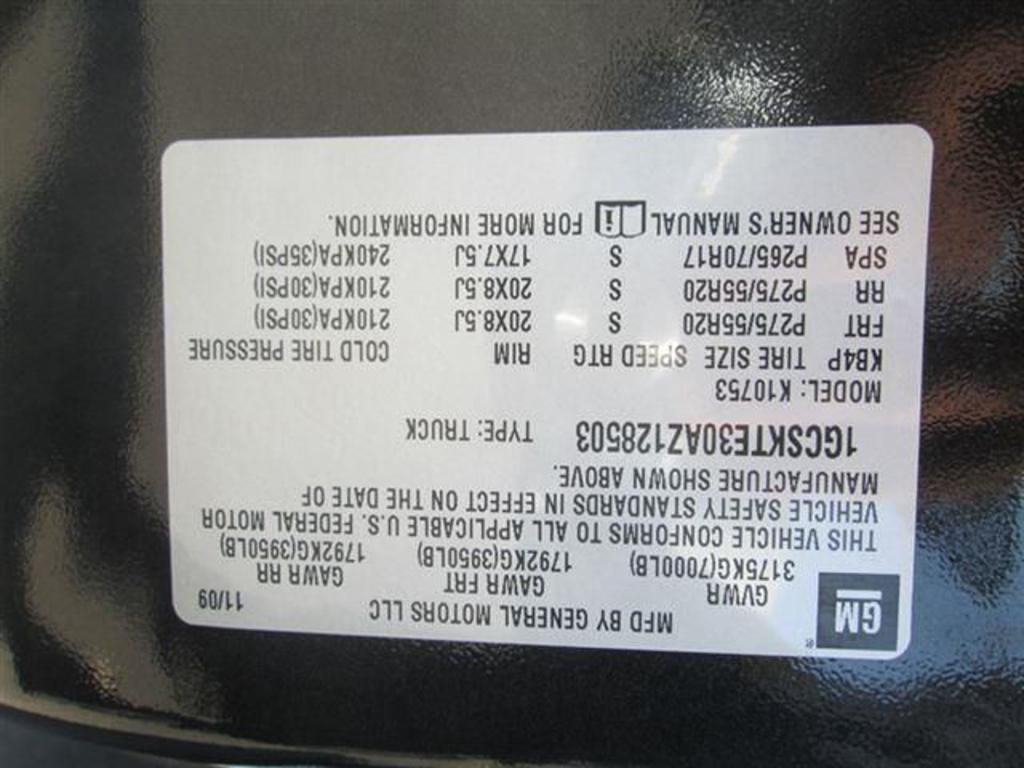 GM® MFD BY GENERAL MOTORS LLC 11/09
GVWR GAWR FRT GAWR RR
3175KG(7000LB) 1792KG(3950LB) 1792KG(3950LB)
THIS VEHICLE CONFORMS TO ALL APPLICABLE U.S. FEDERAL MOTOR
VEHICLE SAFETY STANDARDS IN EFFECT ON THE DATE OF
MANUFACTURE SHOWN ABOVE.
1GCSKTE30AZ128503 TYPE: TRUCK
MODEL: K10753
KB4P TIRE SIZE SPEED RTG RIM COLD TIRE PRESSURE
FRT P275/55R20 S 20X8.5J 210KPA(30PSI)
RR P275/55R20 S 20X8.5J 210KPA(30PSI)
SPA P265/70R17 S 17X7.5J 240KPA(35PSI)
SEE OWNER'S MANUAL i FOR MORE INFORMATION.